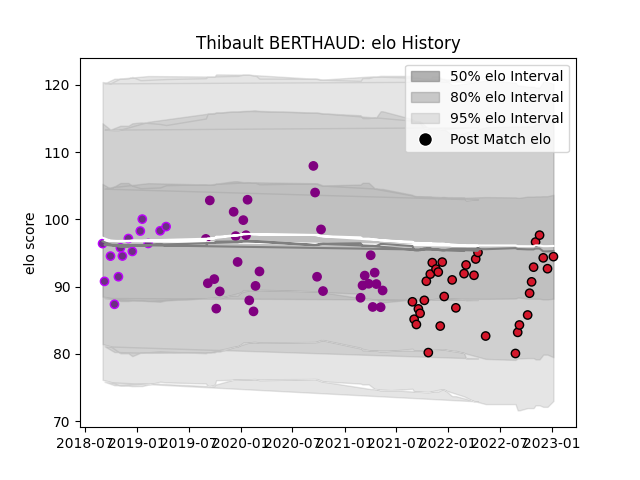 Thibault BERTHAUD: elo History
50% elo Interval
80% elo Interval
95% elo Interval
Post Match elo
elo score
120
110
100
90
80
70
2018-07 2019-01 2019-07 2020-01 2020-07 2021-01 2021-07 2022-01 2022-07 2023-01